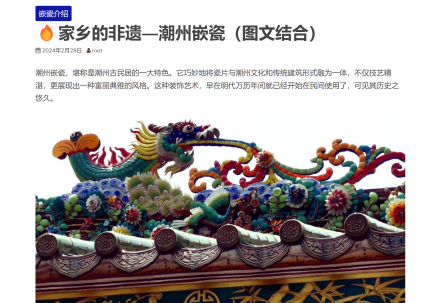 嵌瓷介绍
家乡的非遗—潮州嵌瓷（图文结合）
2024年2月28日 root
潮州嵌瓷，堪称是潮州古民居的一大特色。它巧妙地将瓷片与潮州文化和传统建筑形式融为一体，不仅技艺精
湛，更展现出一种富丽典雅的风格。这种装饰艺术，早在明代万历年间就已经开始在民间使用了，可见其历史之
悠久。